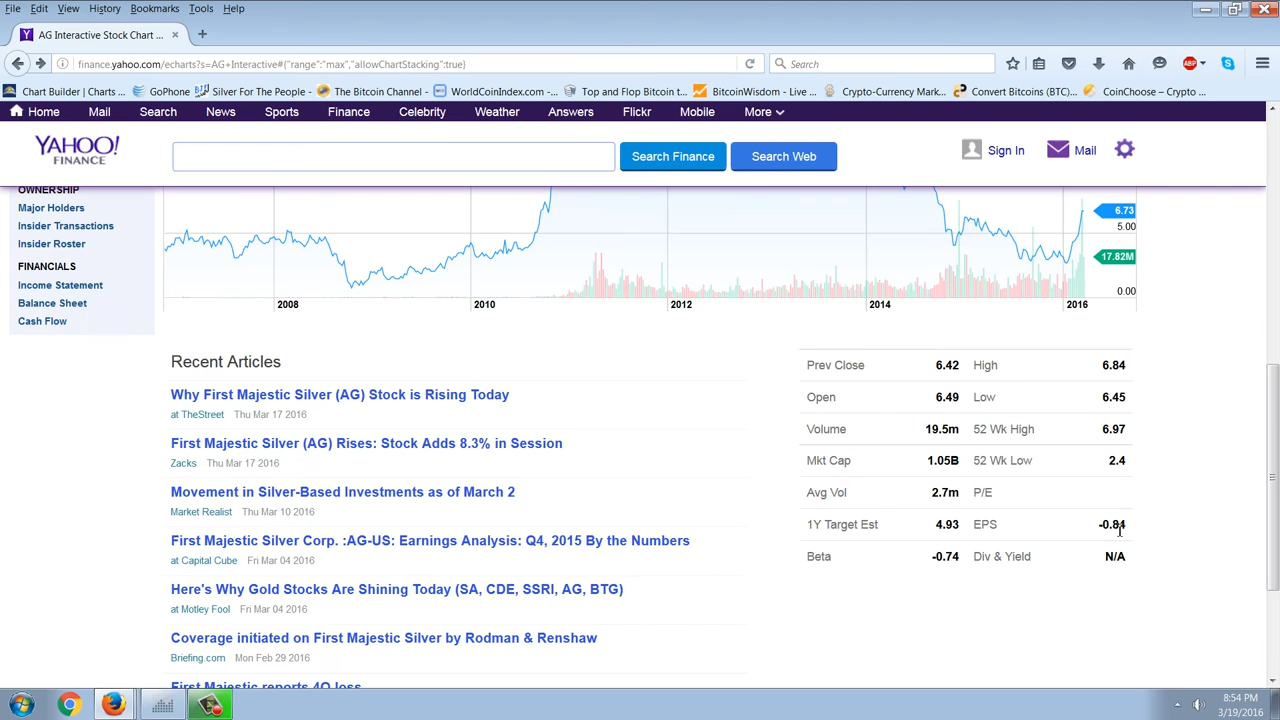 File Edit View History Bookmarks Tools Help
AG Interactive Stock Chart ...
finance.yahoo.com/echarts?s=AG+Interactive#{"range":"max","allowChartStacking":true}
Search
Chart Builder | Charts ... GoPhone Silver For The People - The Bitcoin Channel - WorldCoinIndex.com -... Top and Flop Bitcoin t... BitcoinWisdom - Live ... Crypto-Currency Mark... Convert Bitcoins (BTC)... CoinChoose – Crypto ...
Home Mail Search News Sports Finance Celebrity Weather Answers Flickr Mobile More
YAHOO!
FINANCE
Search Finance Search Web Sign In Mail
OWNERSHIP
Major Holders
Insider Transactions
Insider Roster
FINANCIALS
Income Statement
Balance Sheet
Cash Flow
6.73
5.00
17.82M
0.00
2008 2010 2012 2014 2016
Recent Articles
Why First Majestic Silver (AG) Stock is Rising Today
at TheStreet Thu Mar 17 2016
First Majestic Silver (AG) Rises: Stock Adds 8.3% in Session
Zacks Thu Mar 17 2016
Movement in Silver-Based Investments as of March 2
Market Realist Thu Mar 10 2016
First Majestic Silver Corp. :AG-US: Earnings Analysis: Q4, 2015 By the Numbers
at Capital Cube Fri Mar 04 2016
Here's Why Gold Stocks Are Shining Today (SA, CDE, SSRI, AG, BTG)
at Motley Fool Fri Mar 04 2016
Coverage initiated on First Majestic Silver by Rodman & Renshaw
Briefing.com Mon Feb 29 2016
First Majestic reports 4Q loss
Prev Close 6.42 High 6.84
Open 6.49 Low 6.45
Volume 19.5m 52 Wk High 6.97
Mkt Cap 1.05B 52 Wk Low 2.4
Avg Vol 2.7m P/E
1Y Target Est 4.93 EPS -0.84
Beta -0.74 Div & Yield N/A
8:54 PM
3/19/2016